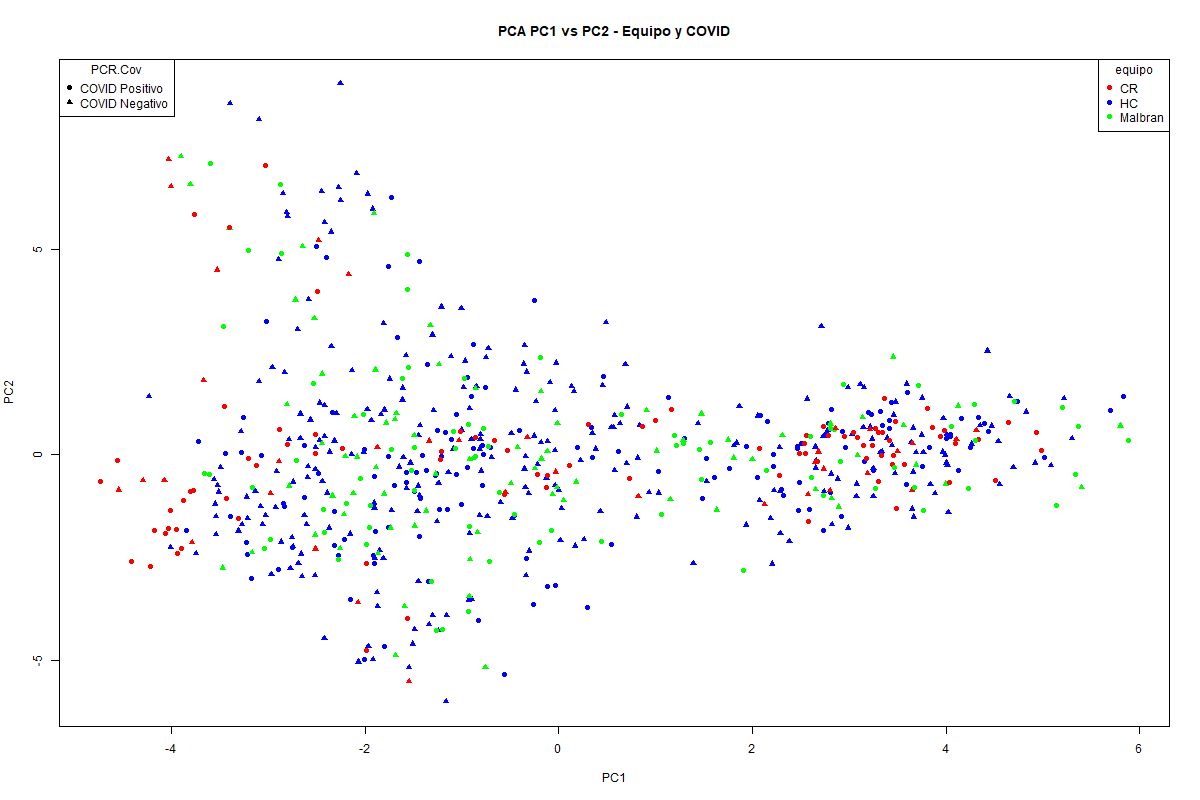 PCA PC1 vs PC2 - Equipo y COVID
PCR.Cov
COVID Positivo
COVID Negativo
equipo
CR
HC
Malbran
PC2
5
0
-5
-4
-2
0
2
4
6
PC1